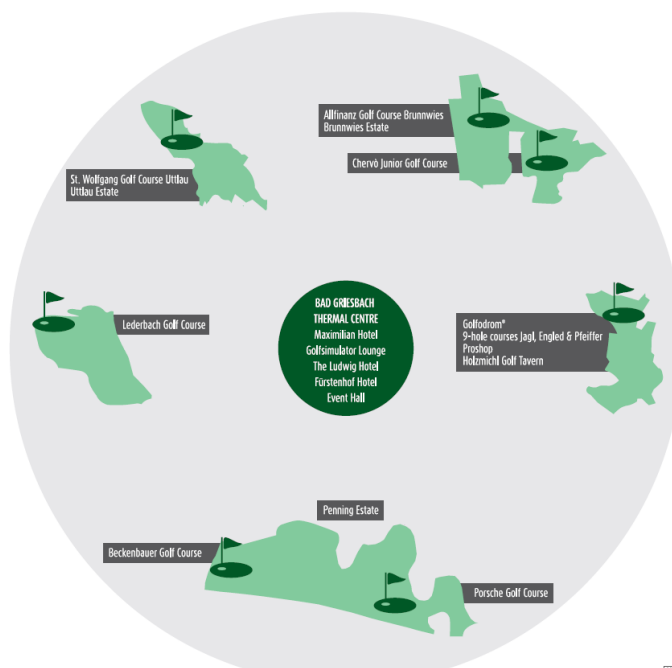 Allfinanz Golf Course Brunnwies
Brunnwies Estate
Chervò Junior Golf Course
St. Wolfgang Golf Course Uttlau
Uttlau Estate
Lederbach Golf Course
BAD GRIESBACH
THERMAL CENTRE
Maximilian Hotel
Golfsimulator Lounge
The Ludwig Hotel
Fürstenhof Hotel
Event Hall
Golfodrom®
9-hole courses Jagl, Engled & Pfeiffer
Proshop
Holzmichl Golf Tavern
Penning Estate
Beckenbauer Golf Course
Porsche Golf Course